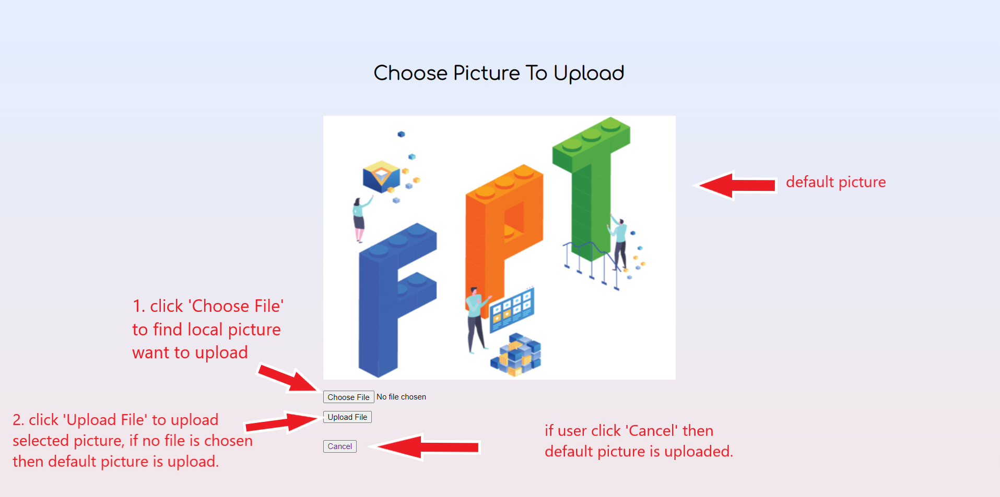 Choose Picture To Upload
F P T
default picture
1. click 'Choose File'
to find local picture
want to upload
Choose File No file chosen
2. click 'Upload File' to upload
selected picture, if no file is chosen
then default picture is upload.
Upload File
Cancel
if user click 'Cancel' then
default picture is uploaded.